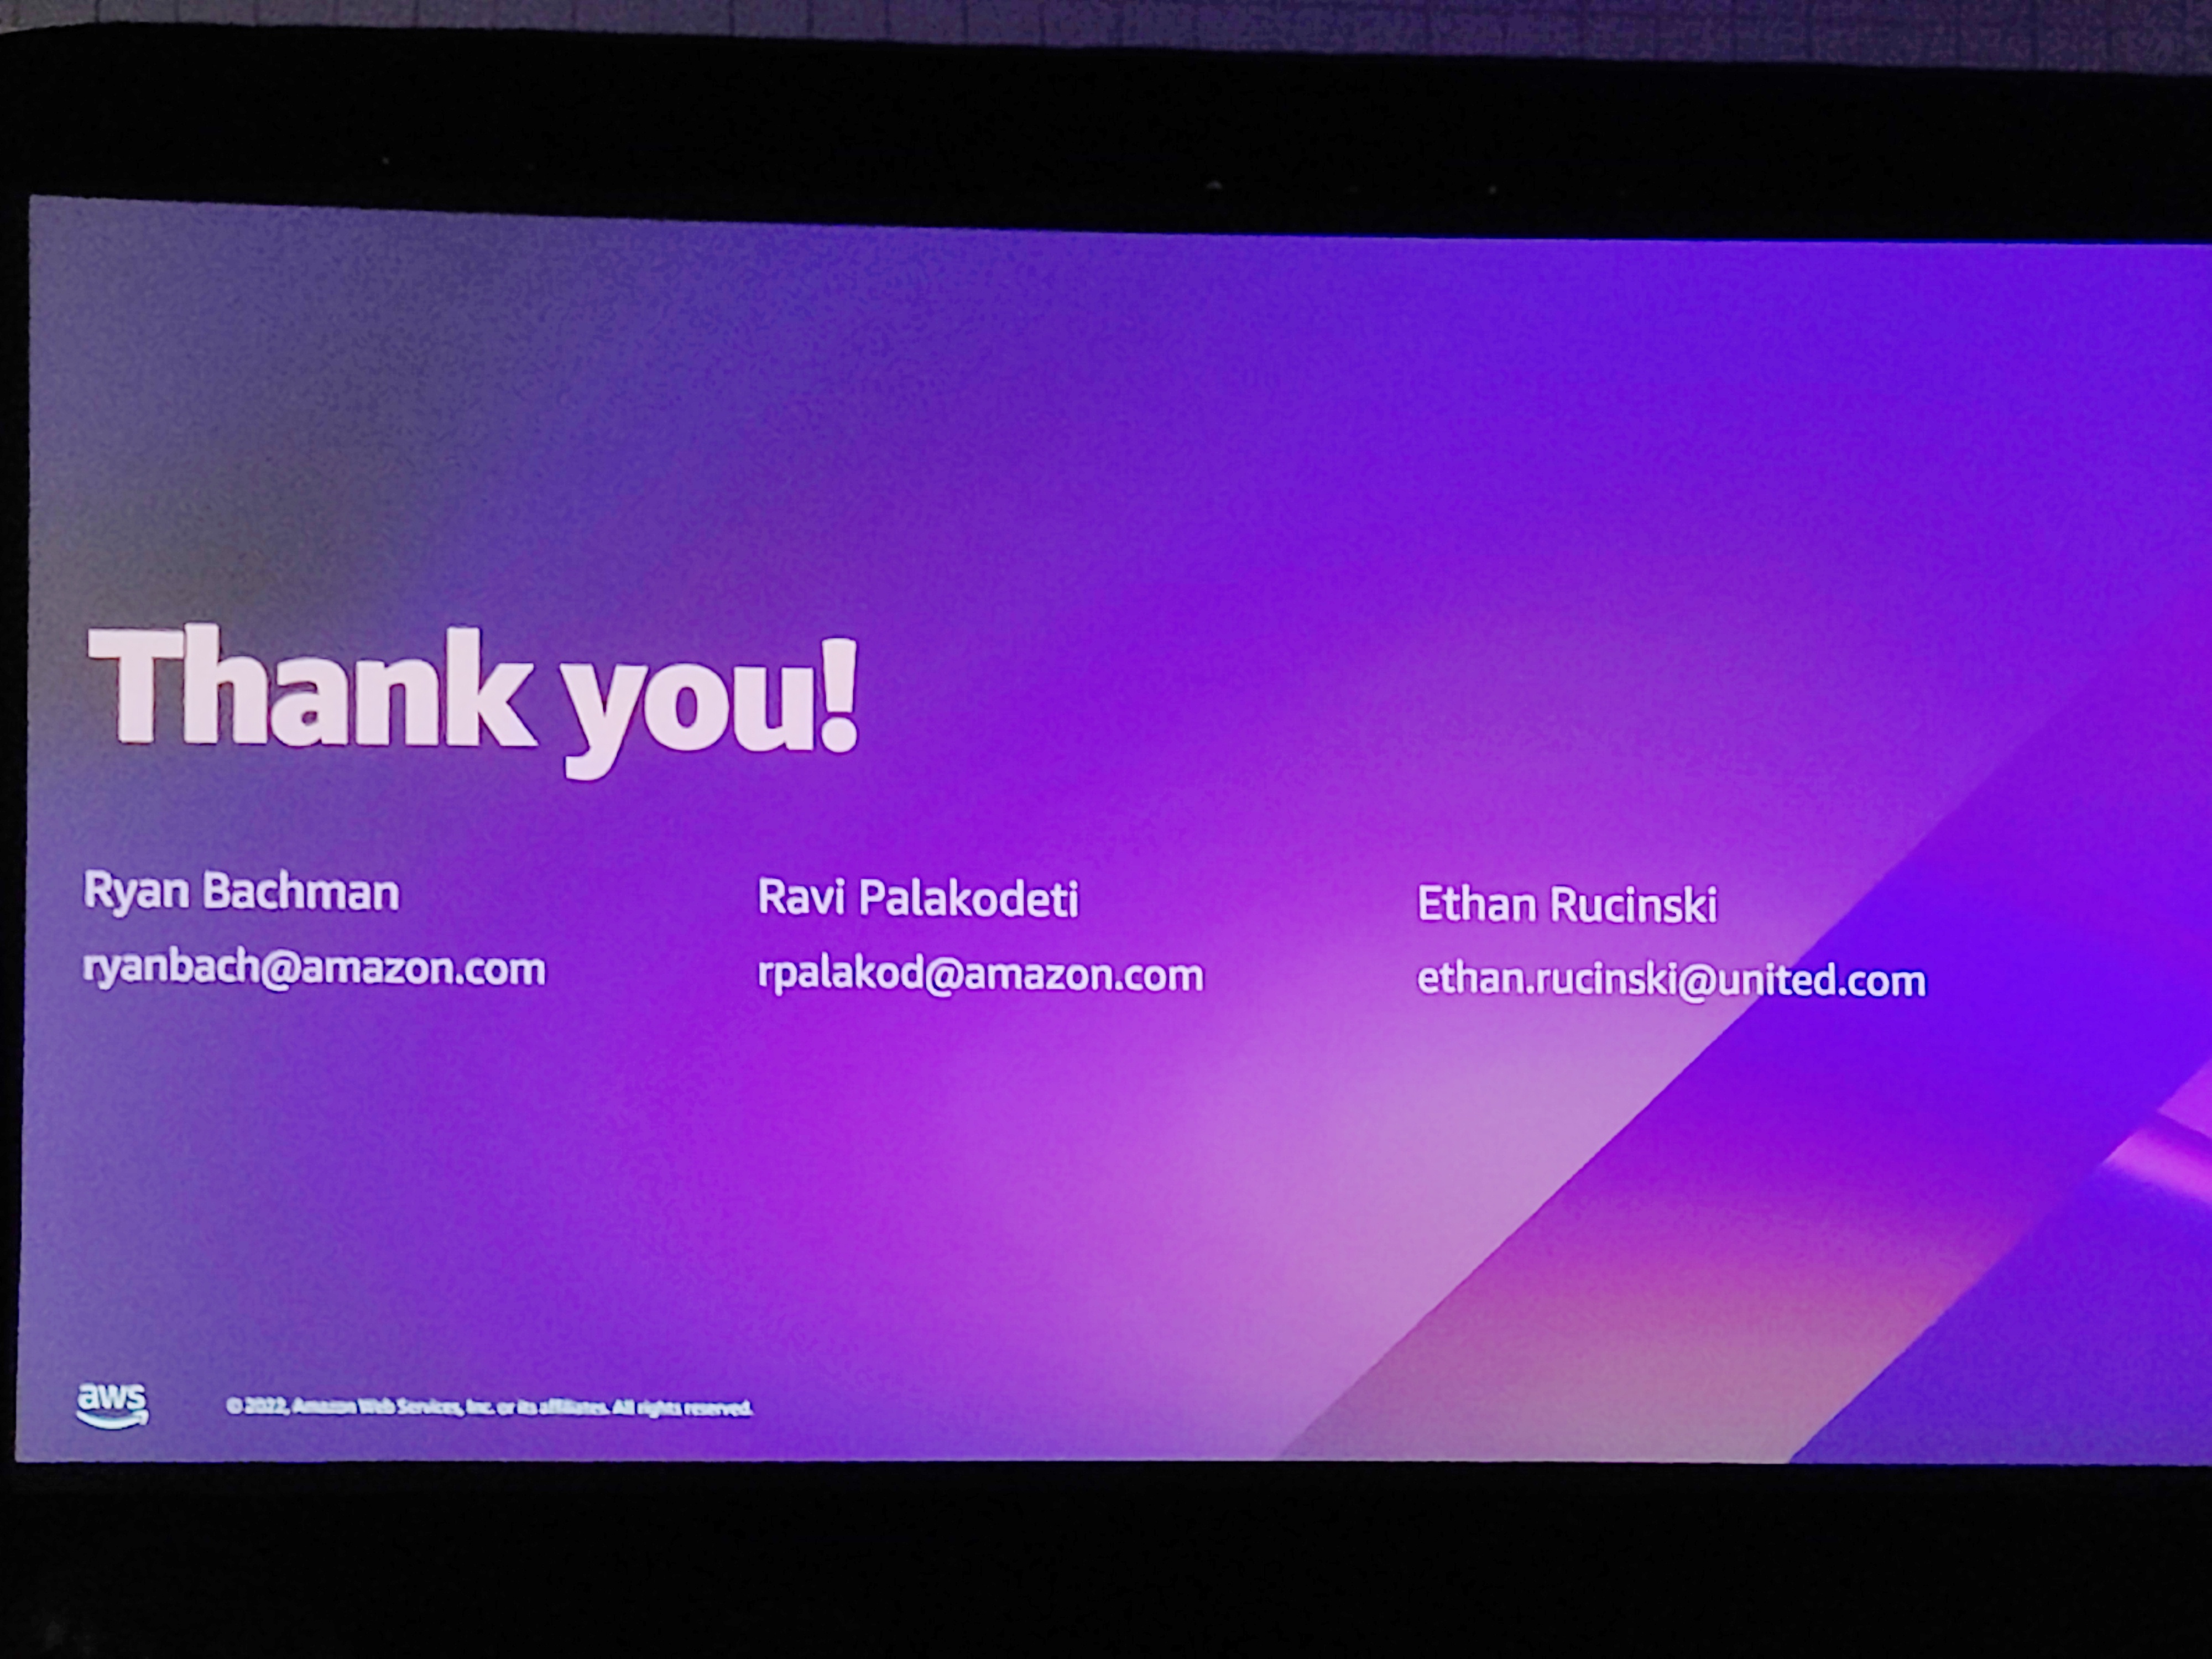 Thank you!
Ryan Bachman
ryanbach@amazon.com
Ravi Palakodeti
rpalakod@amazon.com
Ethan Rucinski
ethan.rucinski@united.com
aws
© 2022, Amazon Web Services, Inc. or its affiliates. All rights reserved.